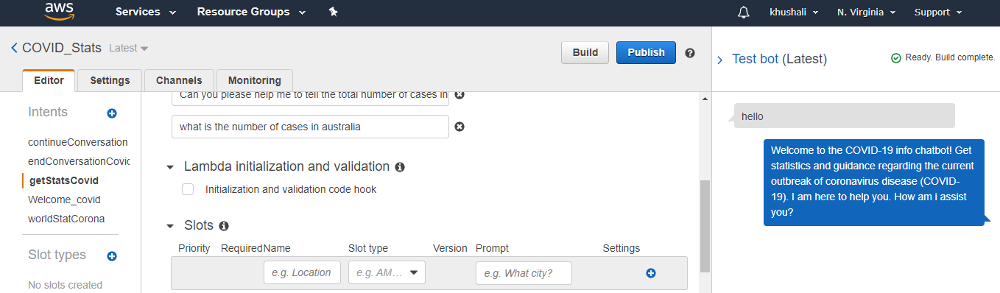 aws Services Resource Groups khushali N. Virginia Support
COVID_Stats Latest Build Publish
Editor Settings Channels Monitoring
Intents
continueConversation
endConversationCovid
getStatsCovid
Welcome_covid
worldStatCorona
Slot types
No slots created
Can you please help me to tell the total number of cases in
what is the number of cases in australia
Lambda initialization and validation
Initialization and validation code hook
Slots
Priority Required Name Slot type Version Prompt Settings
e.g. Location e.g. AM… e.g. What city?
Test bot (Latest) Ready. Build complete.
hello
Welcome to the COVID-19 info chatbot! Get
statistics and guidance regarding the current
outbreak of coronavirus disease (COVID-
19). I am here to help you. How am i assist
you?